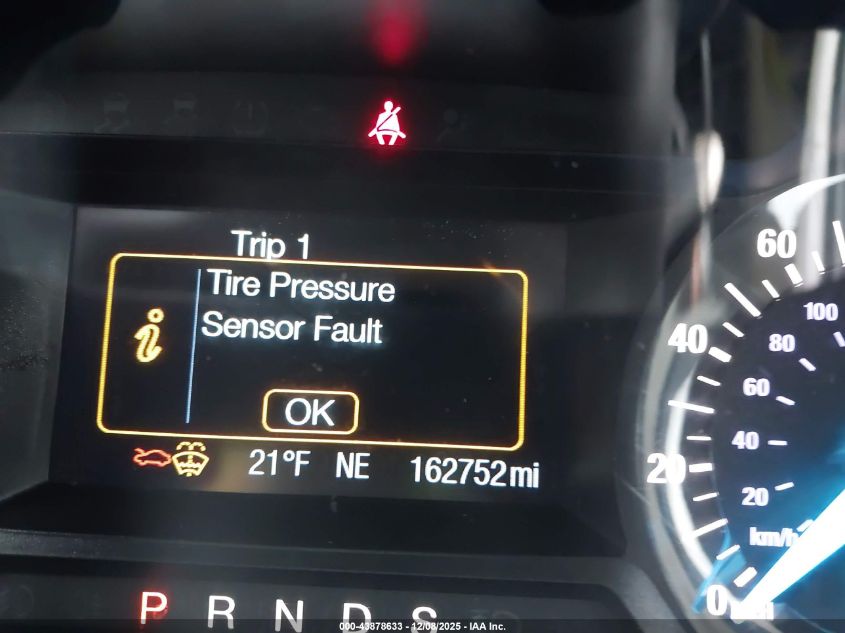 Trip 1
Tire Pressure
Sensor Fault
OK
21°F NE 162752mi
P R N D S
60
40
20
0
100
80
60
40
20
km/h
000-43878633 - 12/08/2025 - IAA Inc.